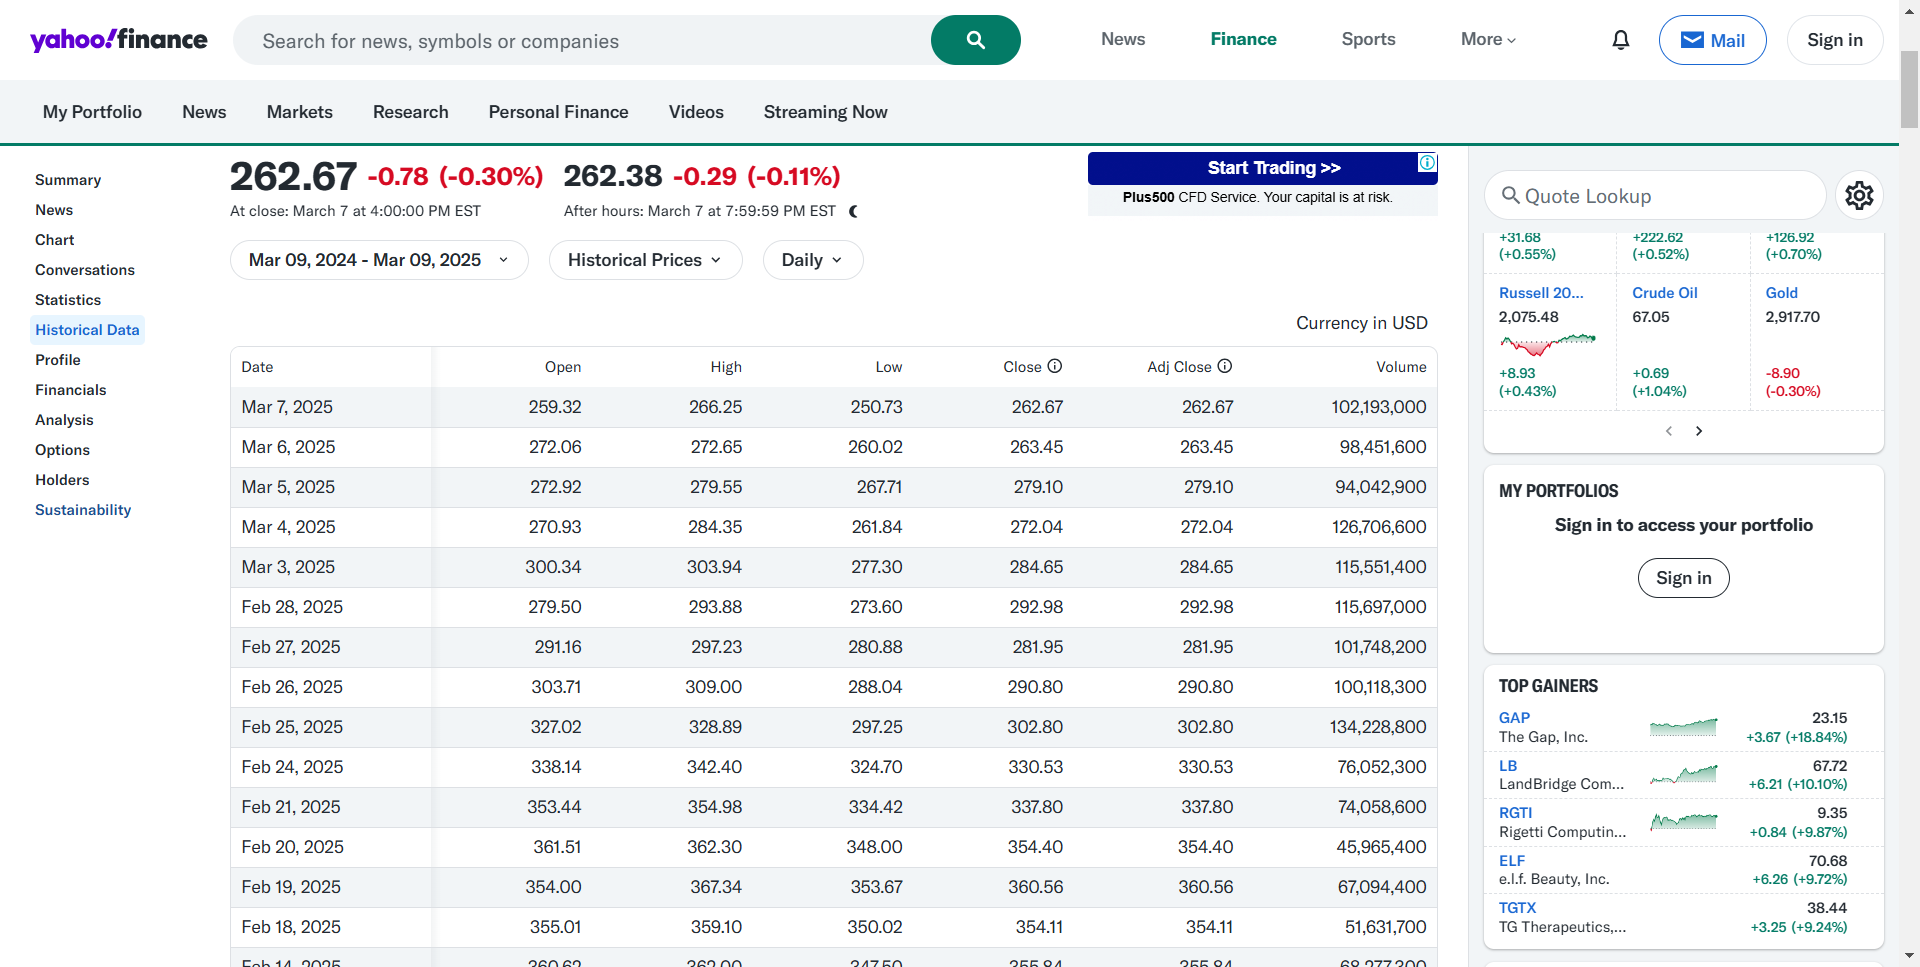 yahoo!finance
Search for news, symbols or companies
News Finance Sports More
Mail
Sign in
My Portfolio News Markets Research Personal Finance Videos Streaming Now
Summary
News
Chart
Conversations
Statistics
Historical Data
Profile
Financials
Analysis
Options
Holders
Sustainability
262.67 -0.78 (-0.30%) 262.38 -0.29 (-0.11%)
At close: March 7 at 4:00:00 PM EST After hours: March 7 at 7:59:59 PM EST
Start Trading >>
Plus500 CFD Service. Your capital is at risk.
Mar 09, 2024 - Mar 09, 2025 Historical Prices Daily
Currency in USD
Date Open High Low Close Adj Close Volume
Mar 7, 2025 259.32 266.25 250.73 262.67 262.67 102,193,000
Mar 6, 2025 272.06 272.65 260.02 263.45 263.45 98,451,600
Mar 5, 2025 272.92 279.55 267.71 279.10 279.10 94,042,900
Mar 4, 2025 270.93 284.35 261.84 272.04 272.04 126,706,600
Mar 3, 2025 300.34 303.94 277.30 284.65 284.65 115,551,400
Feb 28, 2025 279.50 293.88 273.60 292.98 292.98 115,697,000
Feb 27, 2025 291.16 297.23 280.88 281.95 281.95 101,748,200
Feb 26, 2025 303.71 309.00 288.04 290.80 290.80 100,118,300
Feb 25, 2025 327.02 328.89 297.25 302.80 302.80 134,228,800
Feb 24, 2025 338.14 342.40 324.70 330.53 330.53 76,052,300
Feb 21, 2025 353.44 354.98 334.42 337.80 337.80 74,058,600
Feb 20, 2025 361.51 362.30 348.00 354.40 354.40 45,965,400
Feb 19, 2025 354.00 367.34 353.67 360.56 360.56 67,094,400
Feb 18, 2025 355.01 359.10 350.02 354.11 354.11 51,631,700
Feb 14, 2025 360.62 362.00 347.50 355.84 355.84 68,277,300
Quote Lookup
+31.68 +222.62 +126.92
(+0.55%) (+0.52%) (+0.70%)
Russell 20... Crude Oil Gold
2,075.48 67.05 2,917.70
+8.93 +0.69 -8.90
(+0.43%) (+1.04%) (-0.30%)
MY PORTFOLIOS
Sign in to access your portfolio
Sign in
TOP GAINERS
GAP 23.15
The Gap, Inc. +3.67 (+18.84%)
LB 67.72
LandBridge Com... +6.21 (+10.10%)
RGTI 9.35
Rigetti Computin... +0.84 (+9.87%)
ELF 70.68
e.l.f. Beauty, Inc. +6.26 (+9.72%)
TGTX 38.44
TG Therapeutics,... +3.25 (+9.24%)